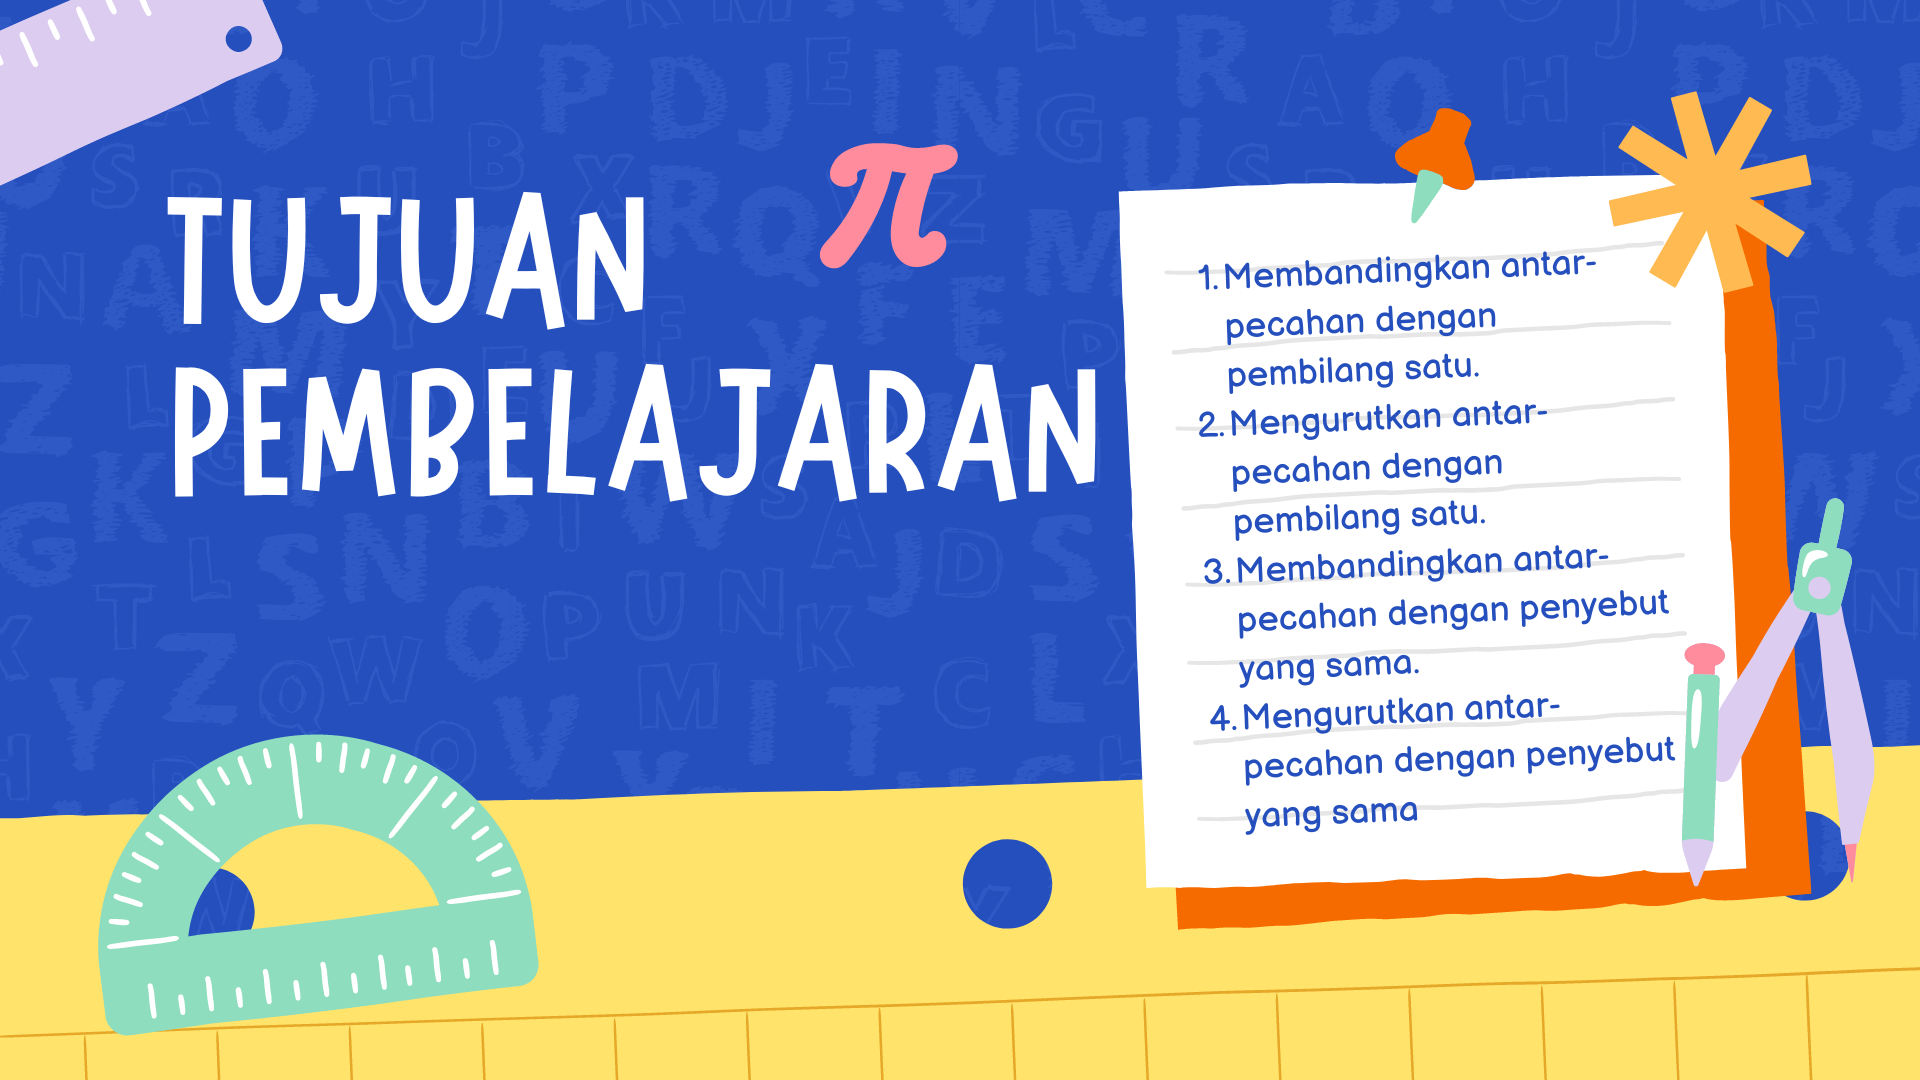 TUJUAN
PEMBELAJARAN
π
1. Membandingkan antar-
pecahan dengan
pembilang satu.
2. Mengurutkan antar-
pecahan dengan
pembilang satu.
3. Membandingkan antar-
pecahan dengan penyebut
yang sama.
4. Mengurutkan antar-
pecahan dengan penyebut
yang sama